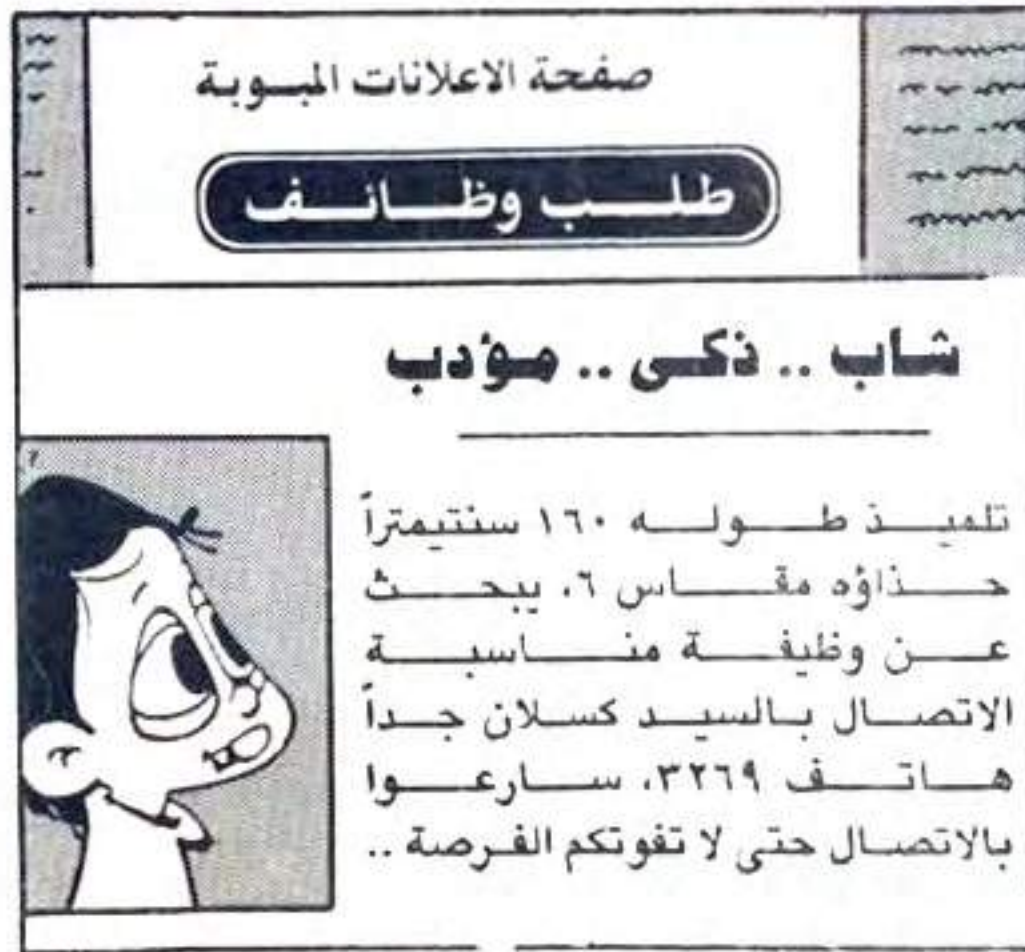 صفحة الاعلانات المبوبة
طلب وظائف
شاب .. ذكى .. مؤدب
تلميذ طوله ١٦٠ سنتيمتراً
حذاؤه مقاس ٦، يبحث
عن وظيفة مناسبة
الاتصال بالسيد كسلان جداً
هاتف ٣٢٦٩، سارعوا
بالاتصال حتى لا تفوتكم الفرصة ..